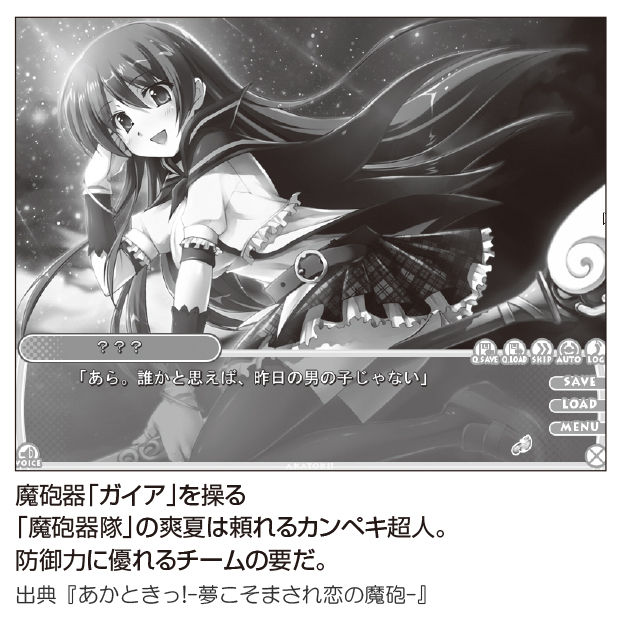 ？？？
「あら。誰かと思えば、昨日の男の子じゃない」
Q.SAVE Q.LOAD SKIP AUTO LOG
SAVE
LOAD
MENU
VOICE
AKATOKI!
魔砲器「ガイア」を操る
「魔砲器隊」の爽夏は頼れるカンペキ超人。
防御力に優れるチームの要だ。
出典『あかときっ!-夢こそまされ恋の魔砲-』